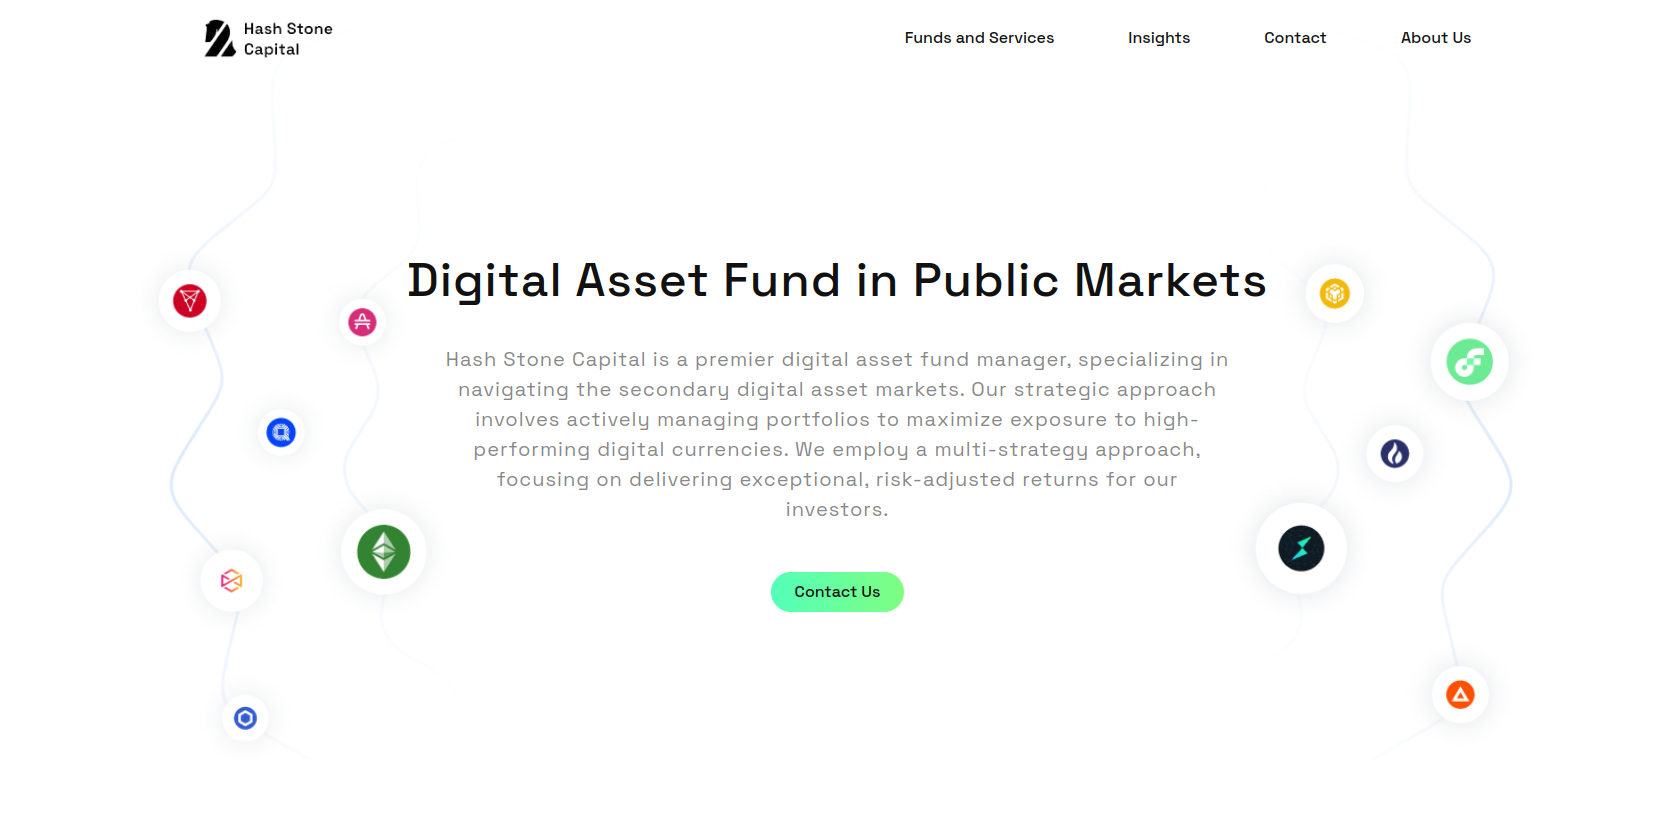 Hash Stone
Capital
Funds and Services
Insights
Contact
About Us
Digital Asset Fund in Public Markets
Hash Stone Capital is a premier digital asset fund manager, specializing in
navigating the secondary digital asset markets. Our strategic approach
involves actively managing portfolios to maximize exposure to high-
performing digital currencies. We employ a multi-strategy approach,
focusing on delivering exceptional, risk-adjusted returns for our
investors.
Contact Us